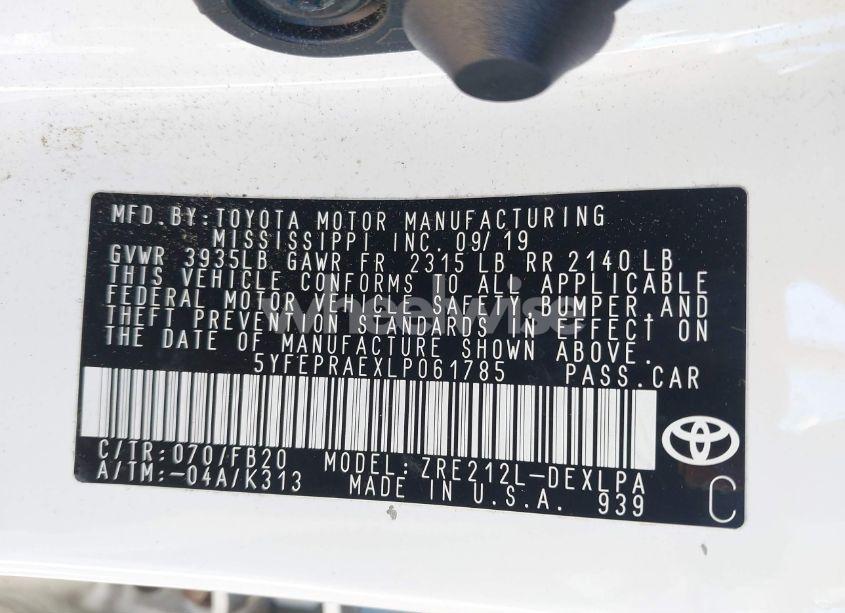 MFD. BY: TOYOTA MOTOR MANUFACTURING
MISSISSIPPI INC. 09/19
GVWR 3935LB GAWR FR 2315 LB RR 2140 LB
THIS VEHICLE CONFORMS TO ALL APPLICABLE
FEDERAL MOTOR VEHICLE SAFETY, BUMPER, AND
THEFT PREVENTION STANDARDS IN EFFECT ON
THE DATE OF MANUFACTURE SHOWN ABOVE.
5YFEPRAEXLP061785 PASS. CAR
C/TR: 070/FB20 MODEL: ZRE212L-DEXLPA
A/TM: -04A/K313 MADE IN U.S.A. 939
C
wheelwise